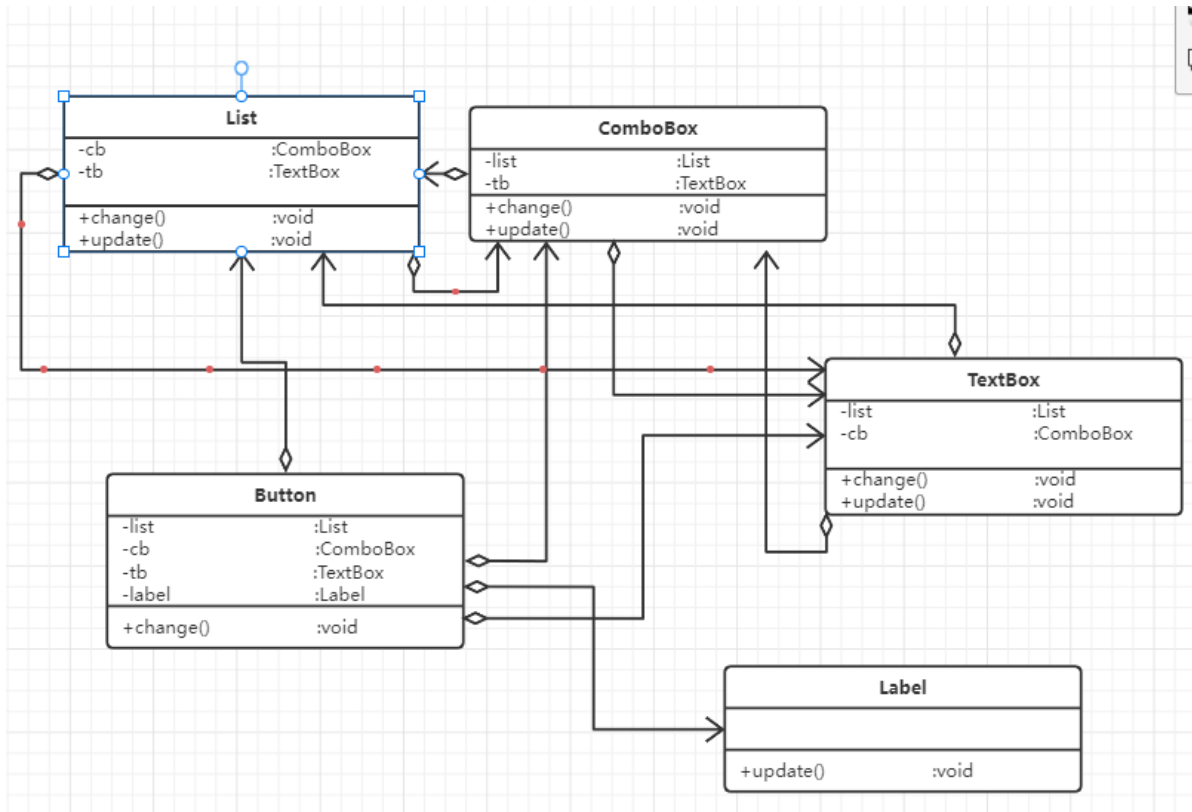 List
-cb :ComboBox
-tb :TextBox
+change() :void
+update() :void
ComboBox
-list :List
-tb :TextBox
+change() :void
+update() :void
TextBox
-list :List
-cb :ComboBox
+change() :void
+update() :void
Button
-list :List
-cb :ComboBox
-tb :TextBox
-label :Label
+change() :void
Label
+update() :void